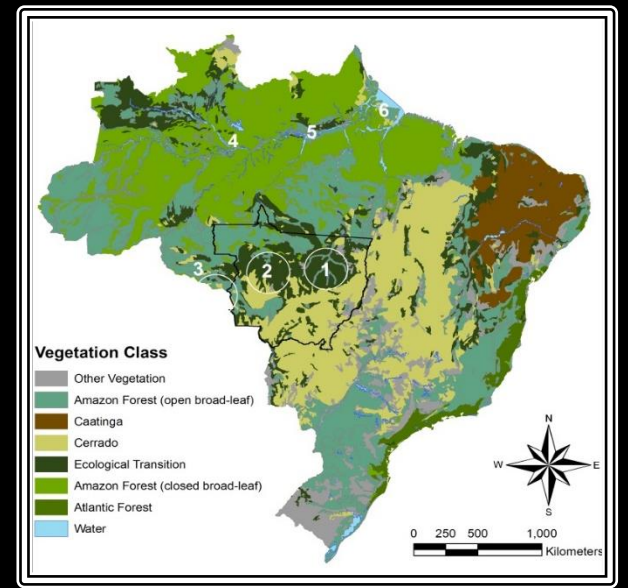 6
5
4
3
2
1
Vegetation Class
Other Vegetation
Amazon Forest (open broad-leaf)
Caatinga
Cerrado
Ecological Transition
Amazon Forest (closed broad-leaf)
Atlantic Forest
Water
N
W E
S
0 250 500 1,000
Kilometers